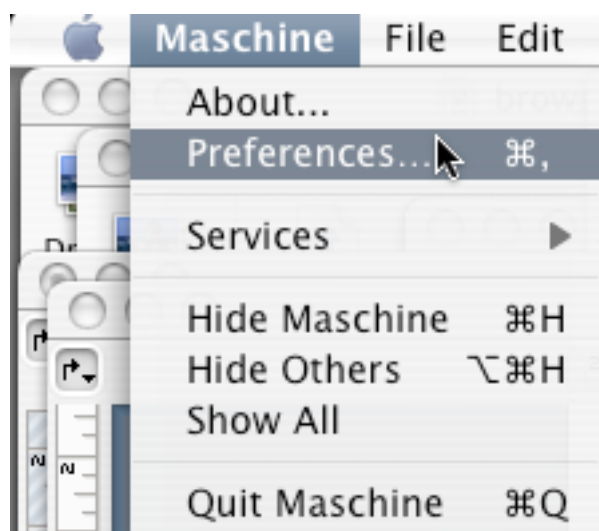 Maschine File Edit
About...
Preferences... ⌘,
Services
Hide Maschine ⌘H
Hide Others ⌥⌘H
Show All
Quit Maschine ⌘Q